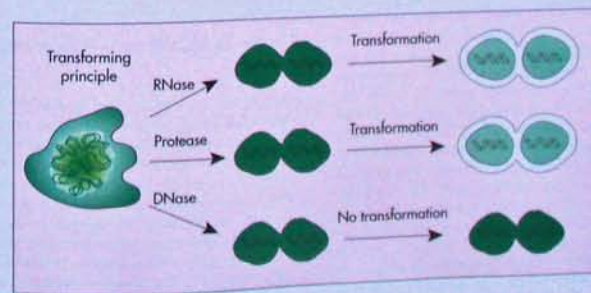 Transforming
principle
RNase
Transformation
Protease
Transformation
DNase
No transformation